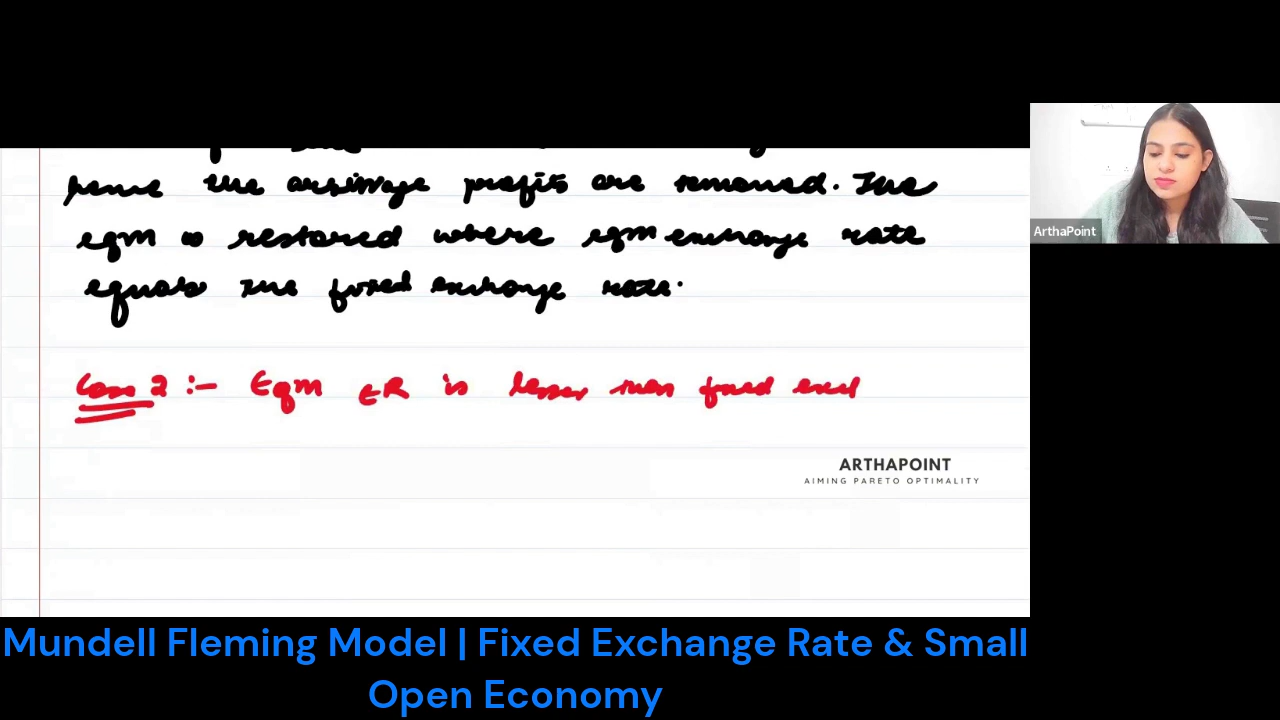 hence the arbitrage profits are removed. The
eqm is restored where eqm exchange rate
equals the fixed exchange rate.
Case 2 :- Eqm ER is lesser than fixed exch
ARTHAPOINT
AIMING PARETO OPTIMALITY
ArthaPoint
Mundell Fleming Model | Fixed Exchange Rate & Small
Open Economy